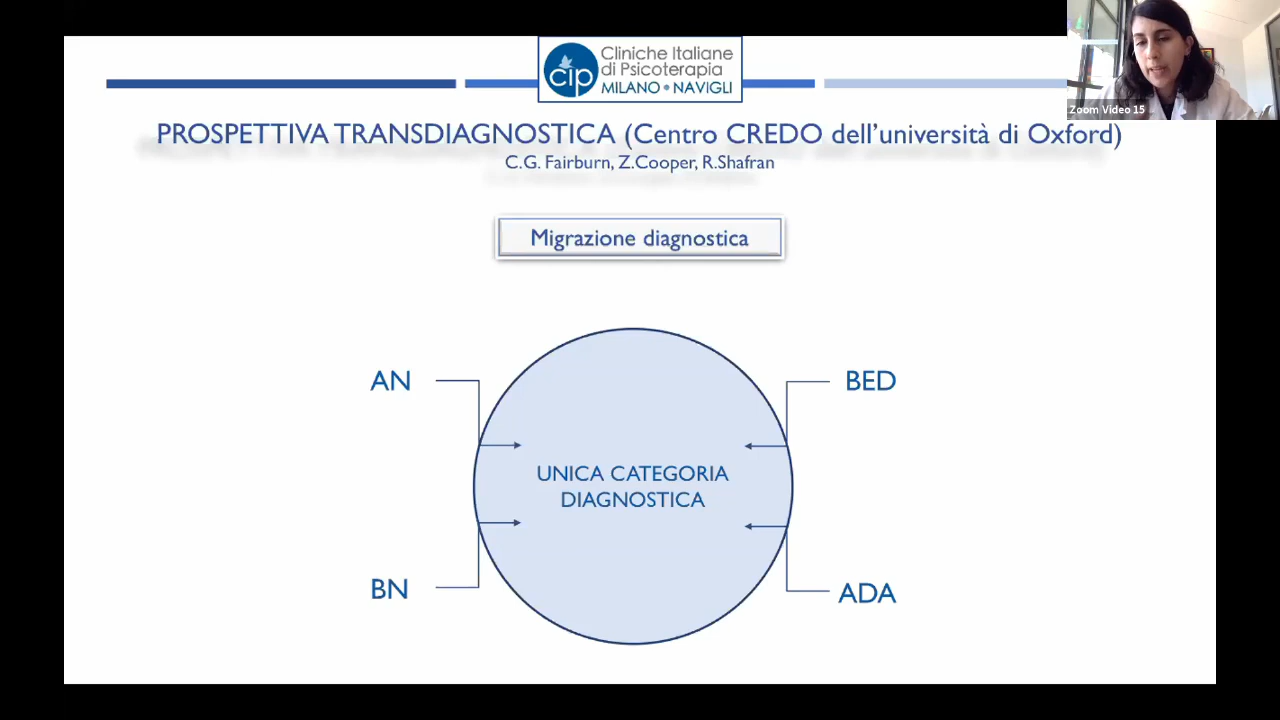 Cliniche Italiane
di Psicoterapia
cip
MILANO • NAVIGLI
Zoom Video 15
PROSPETTIVA TRANSDIAGNOSTICA (Centro CREDO dell’università di Oxford)
C.G. Fairburn, Z.Cooper, R.Shafran
Migrazione diagnostica
AN
BED
UNICA CATEGORIA
DIAGNOSTICA
BN
ADA